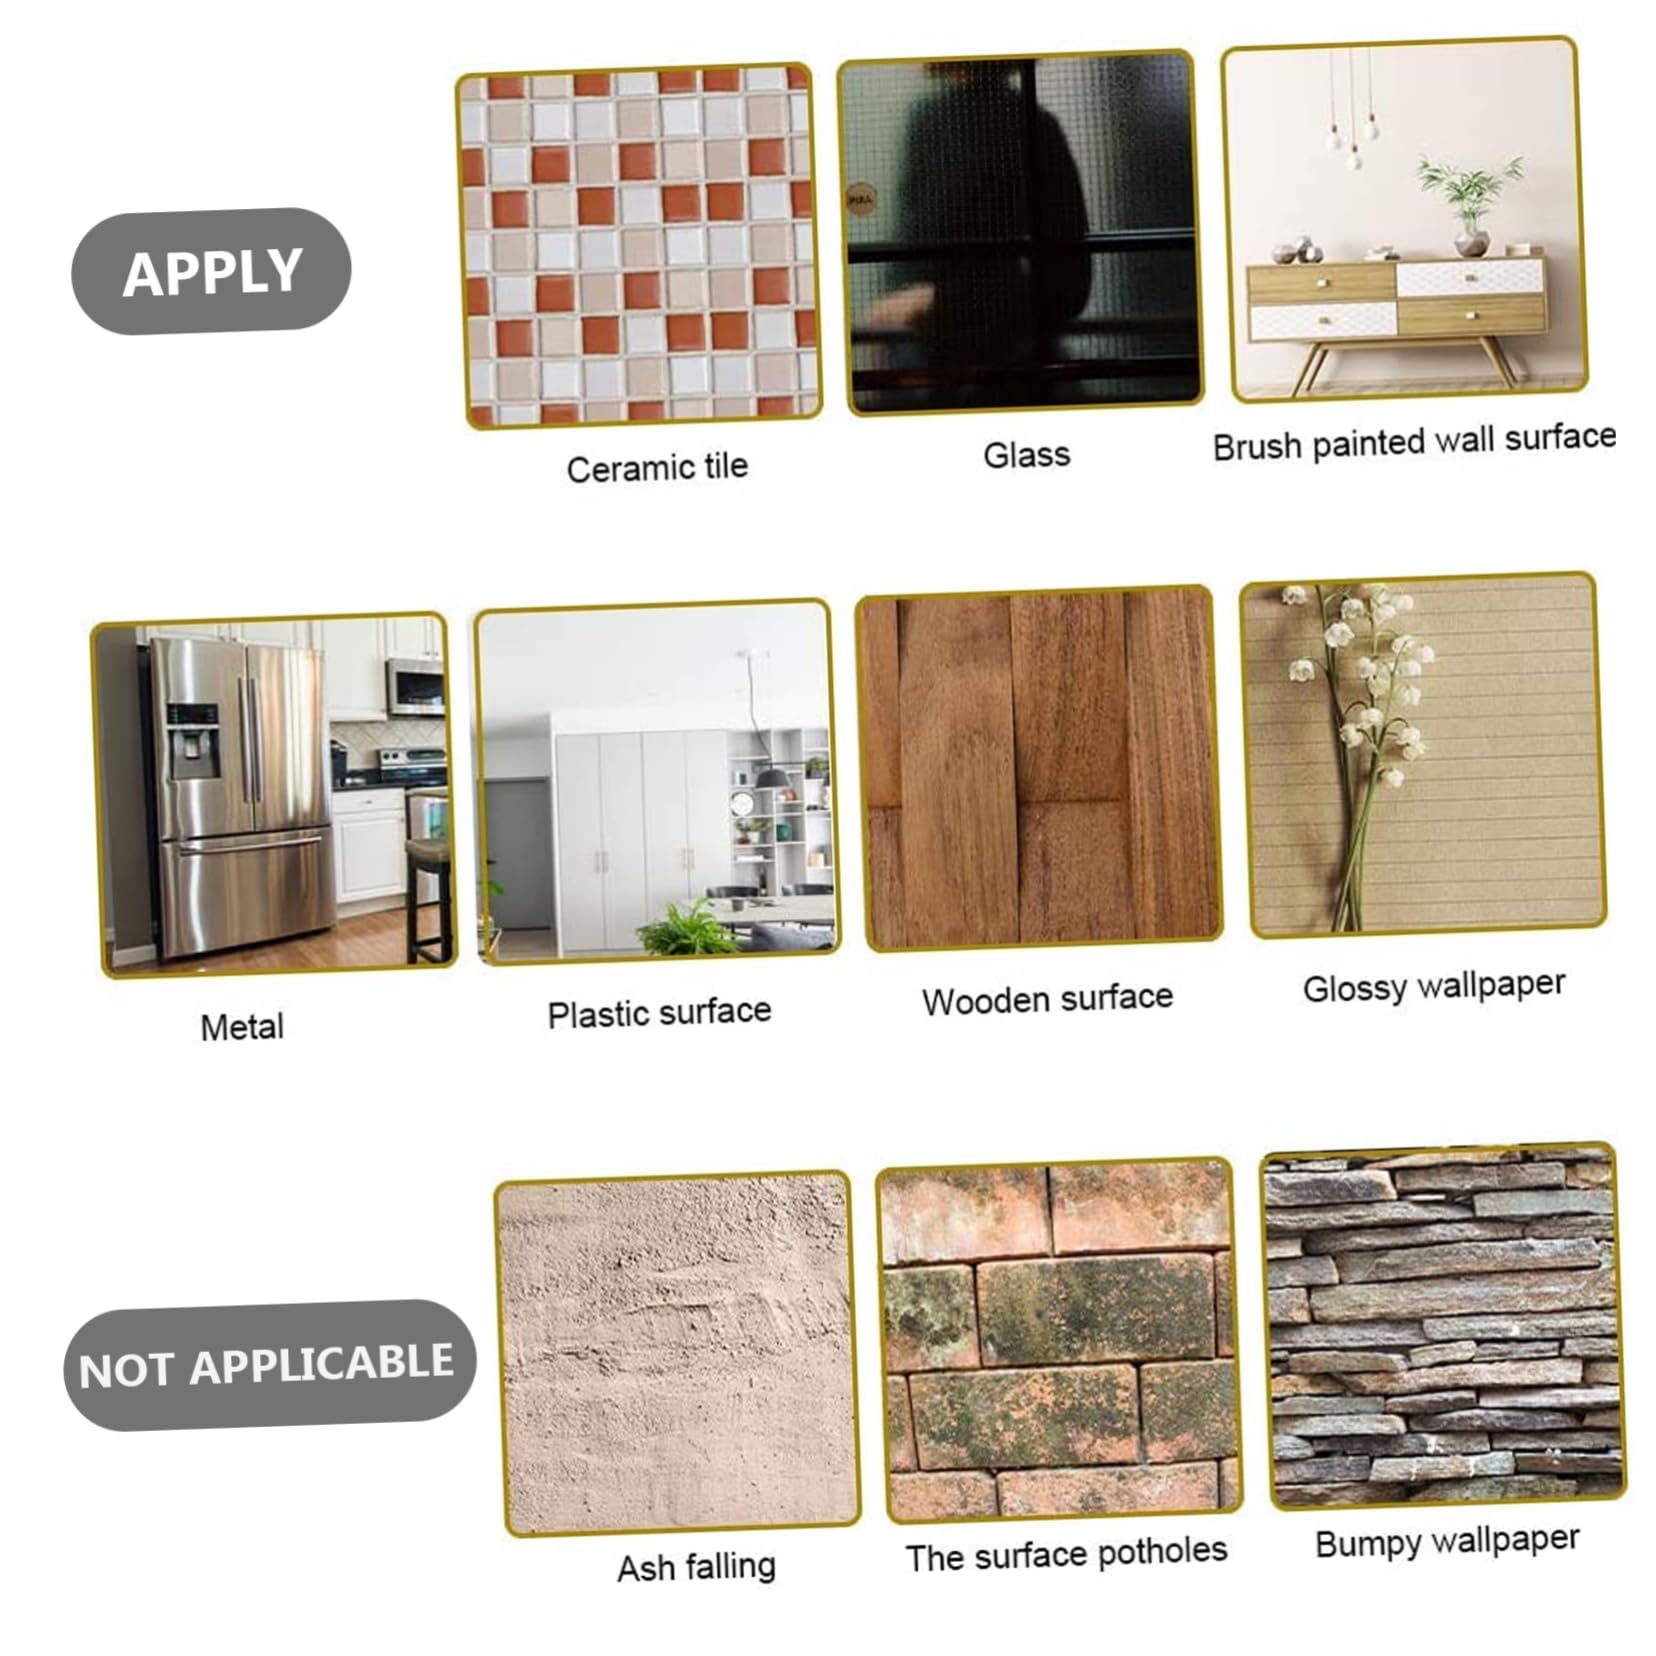 APPLY
PULL
Ceramic tile
Glass
Brush painted wall surface
Metal
Plastic surface
Wooden surface
Glossy wallpaper
NOT APPLICABLE
Ash falling
The surface potholes
Bumpy wallpaper